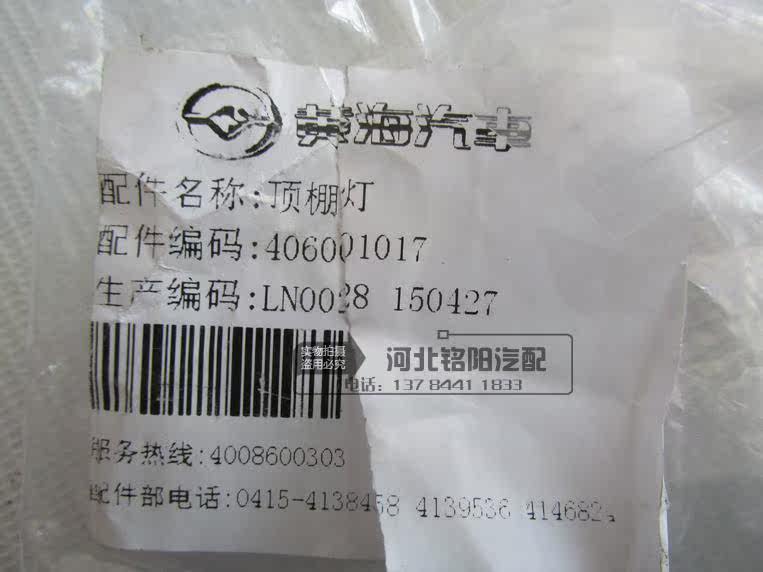 黄海汽车
配件名称:顶棚灯
配件编码:406001017
生产编码:LN0028 150427
实物拍摄
盗用必究
河北铭阳汽配
电话：137 8441 1833
服务热线:4008600303
配件部电话:0415-4138458 4139536 414682